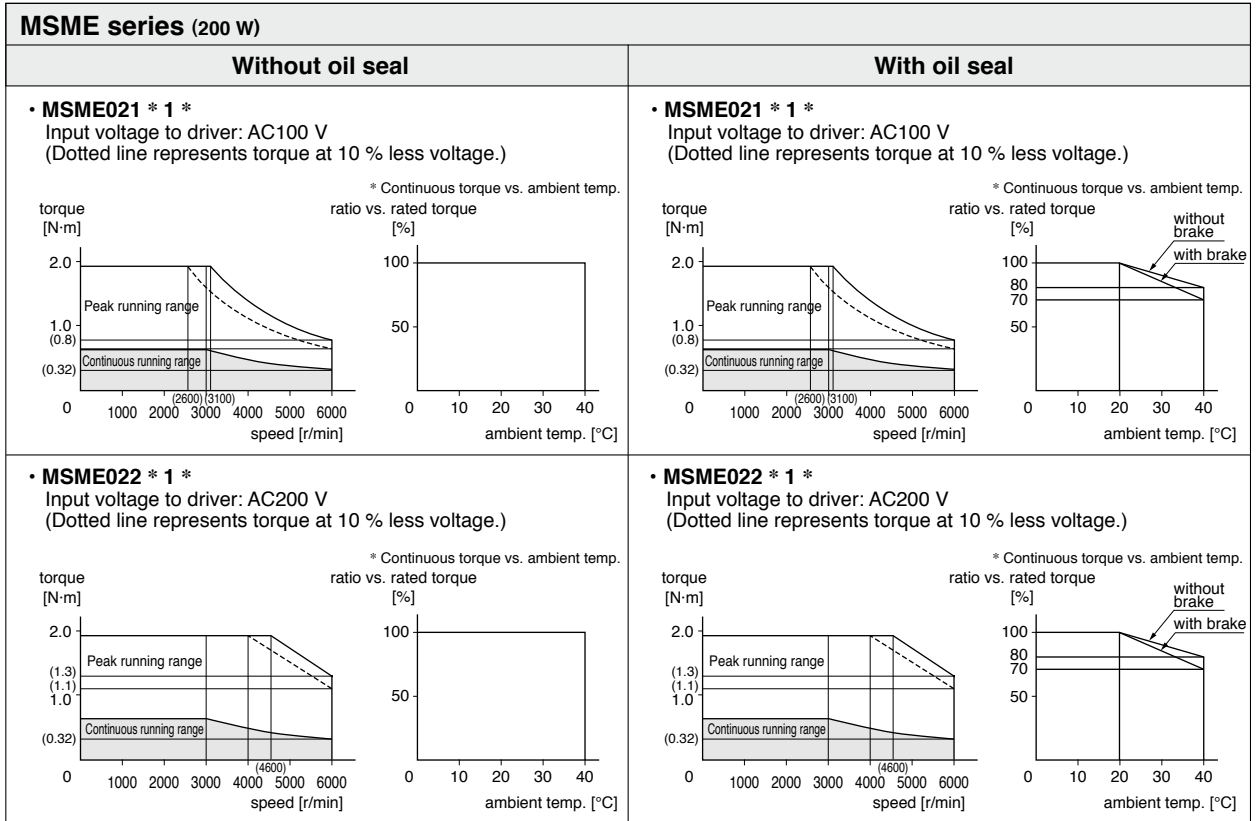 MSME series (200 W)
Without oil seal
With oil seal
・MSME021 * 1 *
Input voltage to driver: AC100 V
(Dotted line represents torque at 10 % less voltage.)
* Continuous torque vs. ambient temp.
torque
[N·m]
ratio vs. rated torque
[%]
2.0
Peak running range
1.0
(0.8)
Continuous running range
(0.32)
(2600) (3100)
0 1000 2000 3000 4000 5000 6000
speed [r/min]
100
50
0 10 20 30 40
ambient temp. [°C]
・MSME021 * 1 *
Input voltage to driver: AC100 V
(Dotted line represents torque at 10 % less voltage.)
* Continuous torque vs. ambient temp.
torque
[N·m]
ratio vs. rated torque
[%]
2.0
Peak running range
1.0
(0.8)
Continuous running range
(0.32)
(2600) (3100)
0 1000 2000 3000 4000 5000 6000
speed [r/min]
without
brake
with brake
100
80
70
50
0 10 20 30 40
ambient temp. [°C]
・MSME022 * 1 *
Input voltage to driver: AC200 V
(Dotted line represents torque at 10 % less voltage.)
* Continuous torque vs. ambient temp.
torque
[N·m]
ratio vs. rated torque
[%]
2.0
Peak running range
(1.3)
(1.1)
1.0
Continuous running range
(0.32)
(4600)
0 1000 2000 3000 4000 5000 6000
speed [r/min]
100
50
0 10 20 30 40
ambient temp. [°C]
・MSME022 * 1 *
Input voltage to driver: AC200 V
(Dotted line represents torque at 10 % less voltage.)
* Continuous torque vs. ambient temp.
torque
[N·m]
ratio vs. rated torque
[%]
2.0
Peak running range
(1.3)
(1.1)
1.0
Continuous running range
(0.32)
(4600)
0 1000 2000 3000 4000 5000 6000
speed [r/min]
without
brake
with brake
100
80
70
50
0 10 20 30 40
ambient temp. [°C]